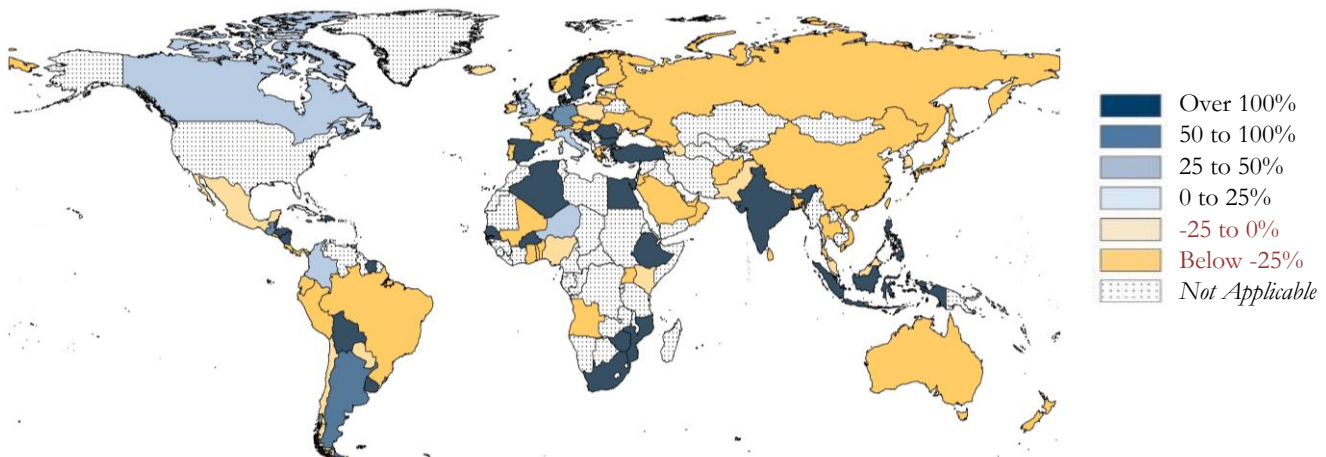 Over 100%
50 to 100%
25 to 50%
0 to 25%
-25 to 0%
Below -25%
Not Applicable